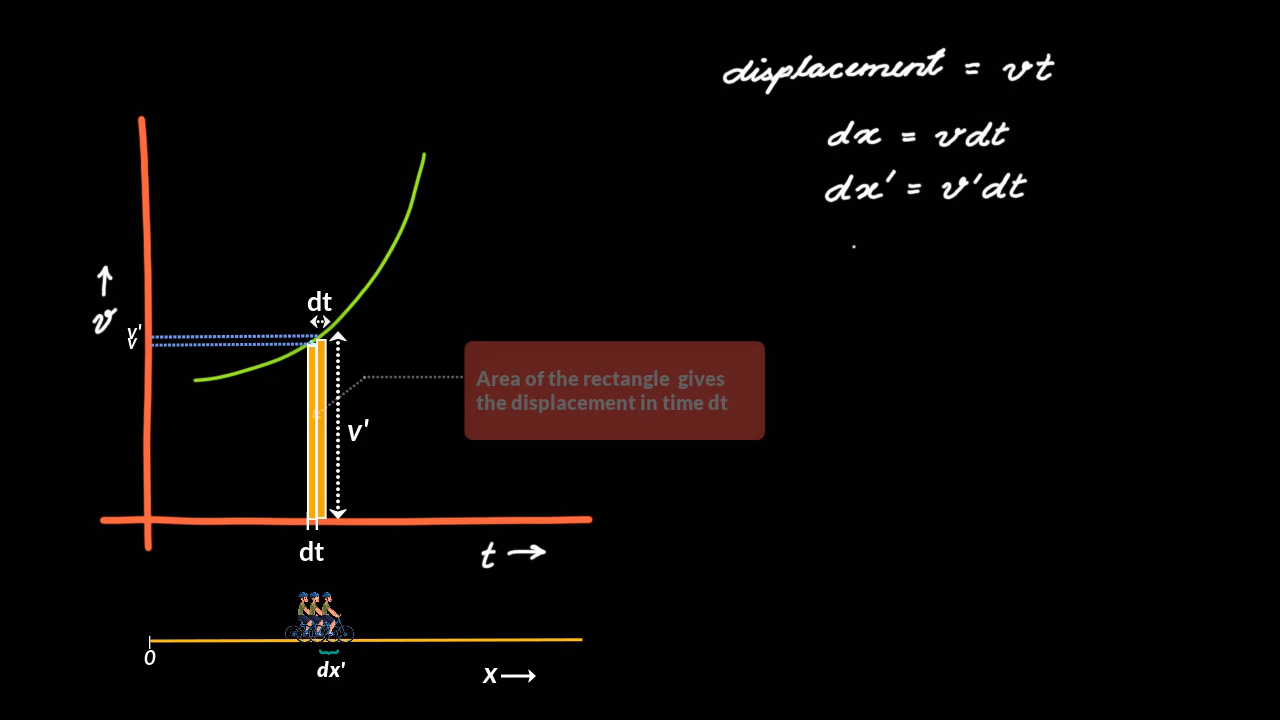 displacement = vt
dx = vdt
dx' = v'dt
dt
v
v'
v
Area of the rectangle gives
the displacement in time dt
v'
dt
t →
0
dx'
x →